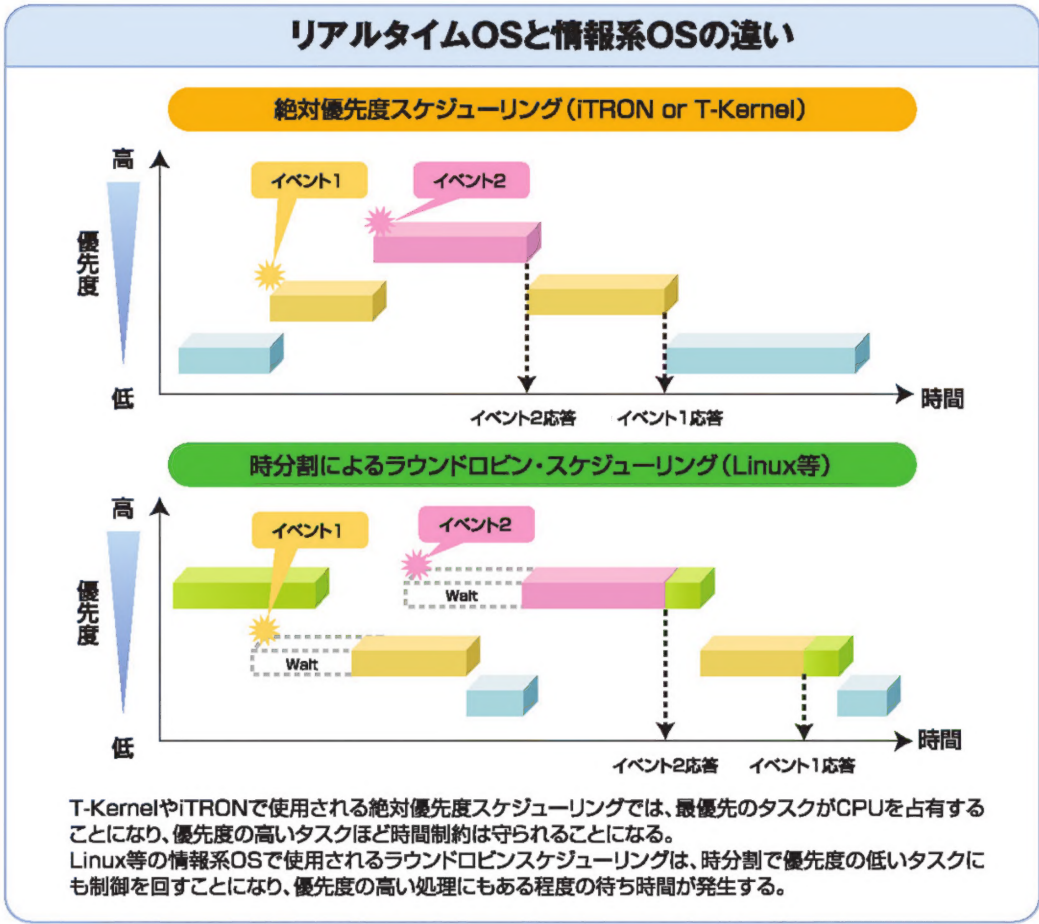 リアルタイムOSと情報系OSの違い
絶対優先度スケジューリング(iTRON or T-Kernel)
高
優先度
低
イベント1
イベント2
イベント2応答
イベント1応答
時間
時分割によるラウンドロビン・スケジューリング(Linux等)
高
優先度
低
イベント1
イベント2
Wait
Wait
イベント2応答
イベント1応答
時間
T-KernelやiTRONで使用される絶対優先度スケジューリングでは、最優先のタスクがCPUを占有する
ことになり、優先度の高いタスクほど時間制約は守られることになる。
Linux等の情報系OSで使用されるラウンドロビンスケジューリングは、時分割で優先度の低いタスクに
も制御を回すことになり、優先度の高い処理にもある程度の待ち時間が発生する。